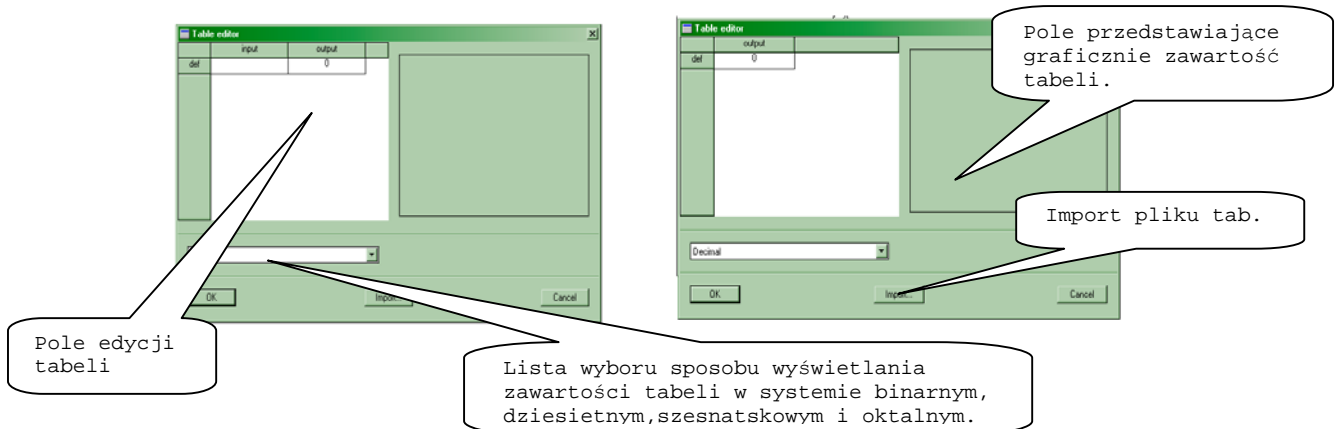 Table editor
input output
def 0
OK Import... Cancel
Pole edycji
tabeli
Lista wyboru sposobu wyświetlania
zawartości tabeli w systemie binarnym,
dziesietnym,szesnatskowym i oktalnym.
Table editor
output
def 0
Decimal
OK Import... Cancel
Pole przedstawiające
graficznie zawartość
tabeli.
Import pliku tab.